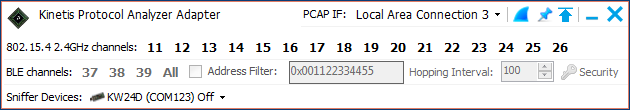 Kinetis Protocol Analyzer Adapter PCAP IF: Local Area Connection 3
802.15.4 2.4GHz channels: 11 12 13 14 15 16 17 18 19 20 21 22 23 24 25 26
BLE channels: 37 38 39 All Address Filter: 0x001122334455 Hopping Interval: 100 Security
Sniffer Devices: KW24D (COM123) Off